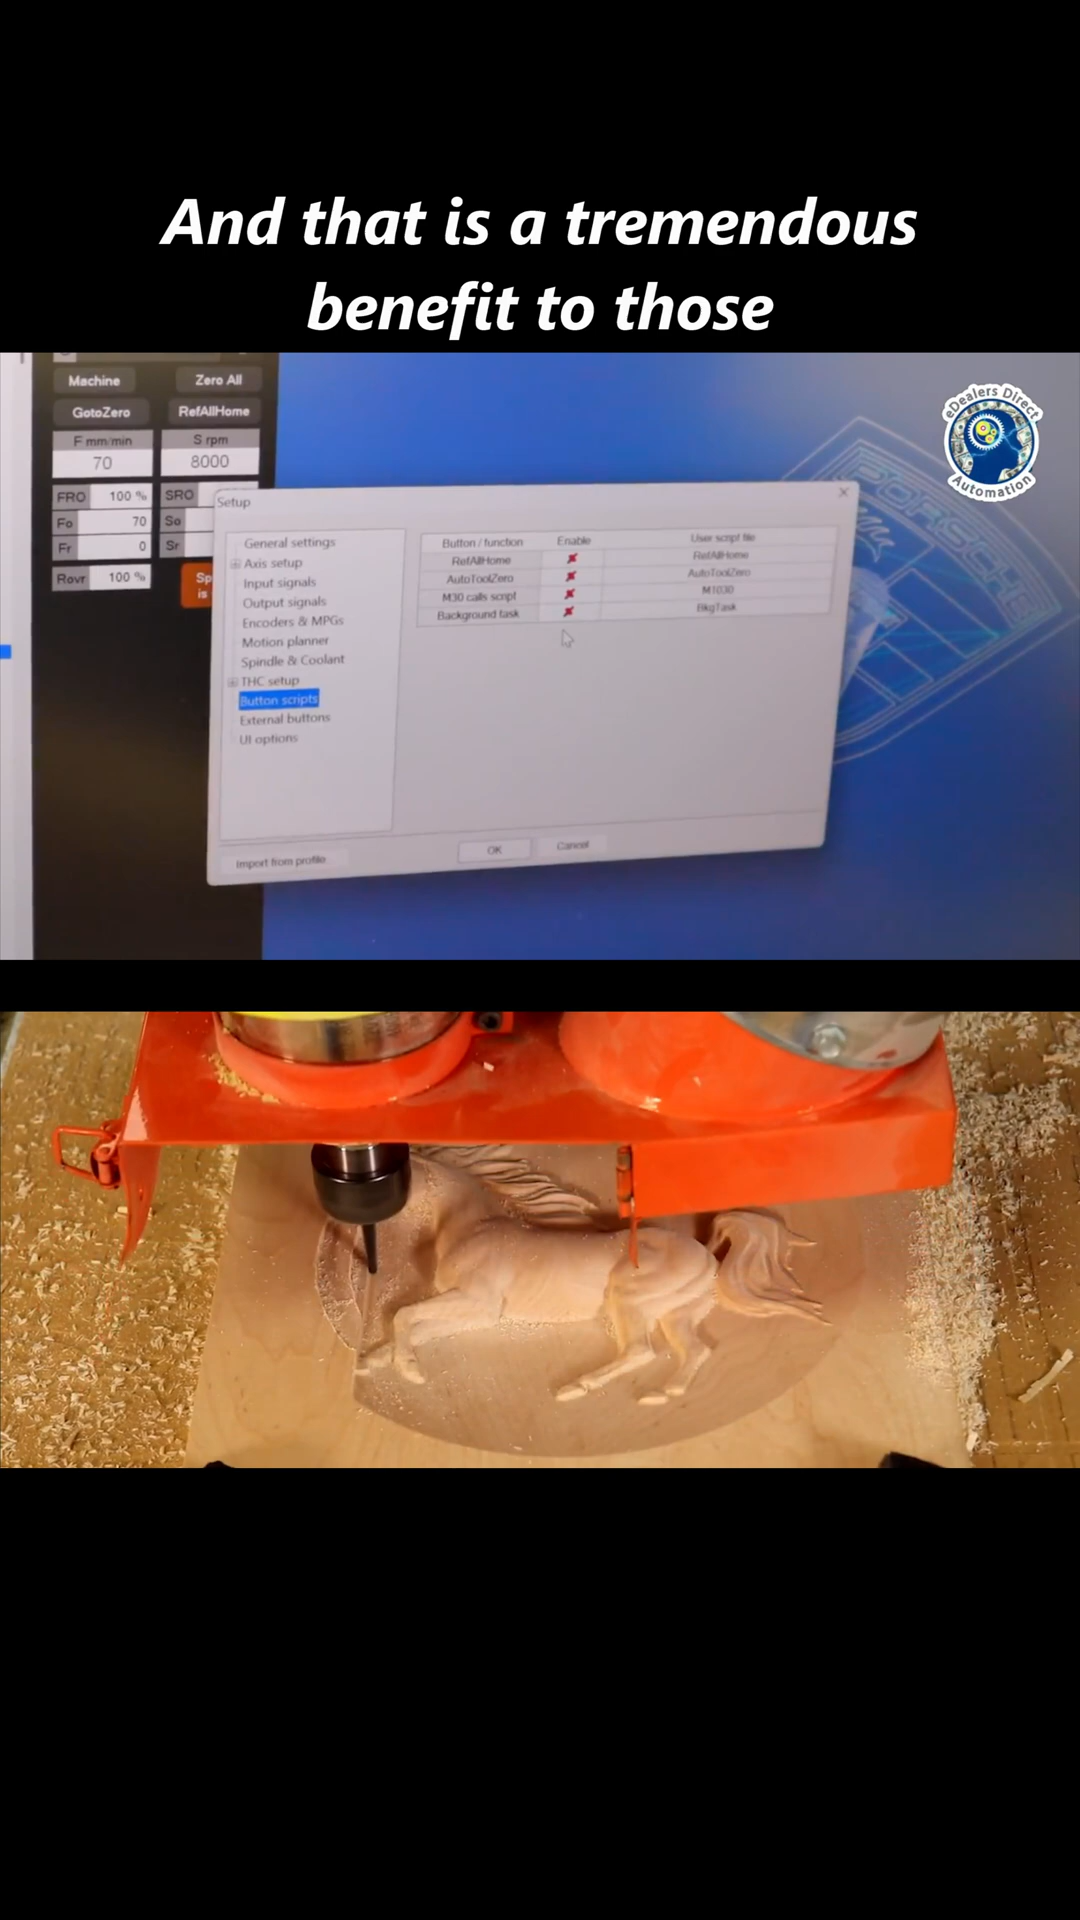 And that is a tremendous
benefit to those
eDealers Direct
Automation
Machine
Zero All
GotoZero
RefAllHome
F mm/min
S rpm
70
8000
FRO 100 %
SRO
Fo 70
So
Fr 0
Sr
Rovr 100 %
Sp
is
Setup
General settings
Axis setup
Input signals
Output signals
Encoders & MPGs
Motion planner
Spindle & Coolant
THC setup
Button scripts
External buttons
UI options
Button / function Enable User script file
RefAllHome RefAllHome
AutoToolZero AutoToolZero
M30 calls script M1030
Background task BkgTask
Import from profile
OK
Cancel
PORSCHE